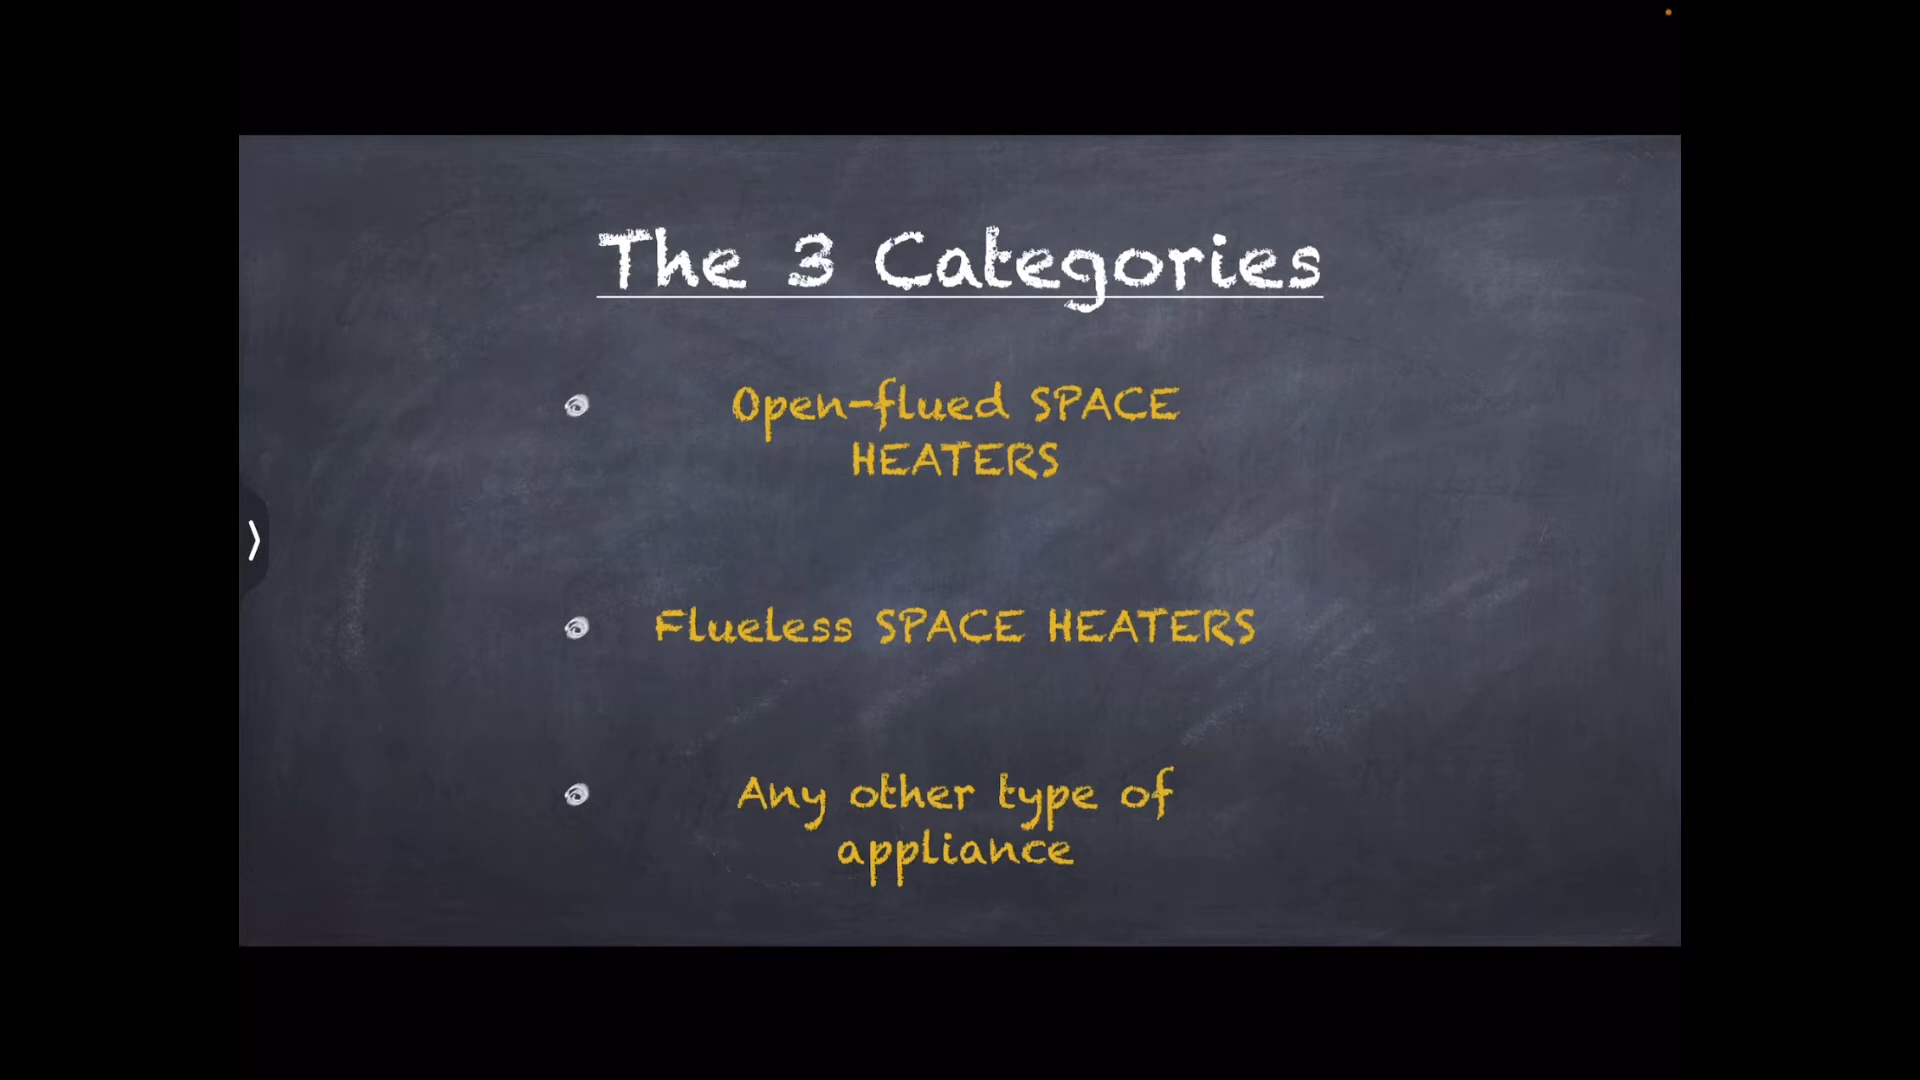 The 3 Categories
Open-flued SPACE
HEATERS
Flueless SPACE HEATERS
Any other type of
appliance